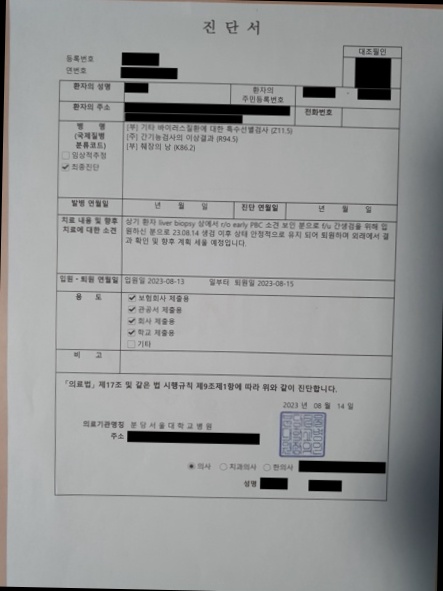 진 단 서
등록번호
연번호
대조필인
환자의 성명
환자의
주민등록번호
-
환자의 주소
전화번호
병 명
(국제질병
분류코드)
임상적추정
최종진단
[부] 기타 바이러스질환에 대한 특수선별검사 (Z11.5)
[주] 간기능검사의 이상결과 (R94.5)
[부] 췌장의 낭 (K86.2)
발병 연월일
년 월 일
진단 연월일
년 월 일
치료 내용 및 향후
치료에 대한 소견
상기 환자 liver biopsy 상에서 r/o early PBC 소견 보인 분으로 f/u 간생검을 위해 입
원하신 분으로 23.08.14 생검 이후 상태 안정적으로 유지 되어 퇴원하며 외래에서 결
과 확인 및 향후 계획 세울 예정입니다.
입원·퇴원 연월일
입원일 2023-08-13 일부터 퇴원일 2023-08-15
용 도
보험회사 제출용
관공서 제출용
회사 제출용
학교 제출용
기타
비 고
「의료법」 제17조 및 같은 법 시행규칙 제9조제1항에 따라 위와 같이 진단합니다.
2023 년 08 월 14 일
의료기관명칭 분당서울대학교병원
주소
의사 치과의사 한의사
성명